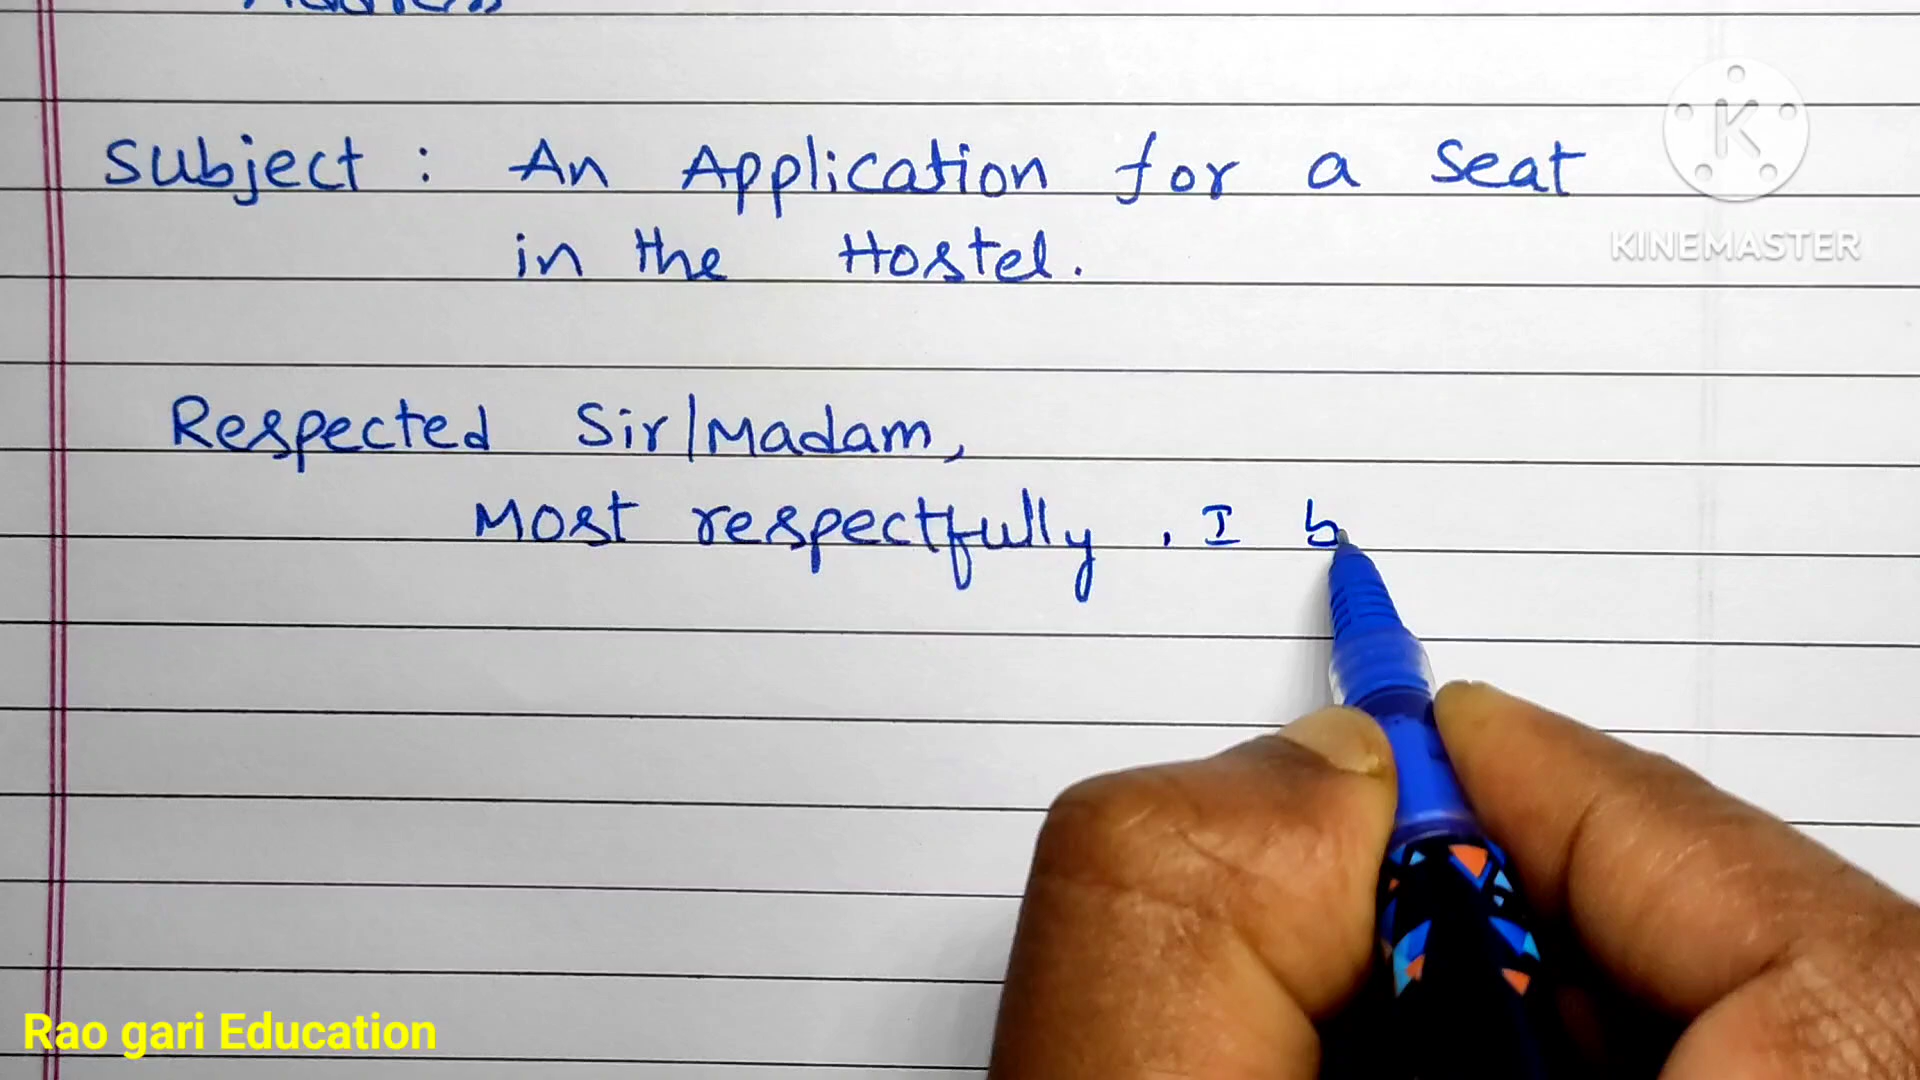 Subject : An Application for a Seat
in the Hostel.
KINEMASTER
Respected Sir/Madam,
Most respectfully, I b
Rao gari Education